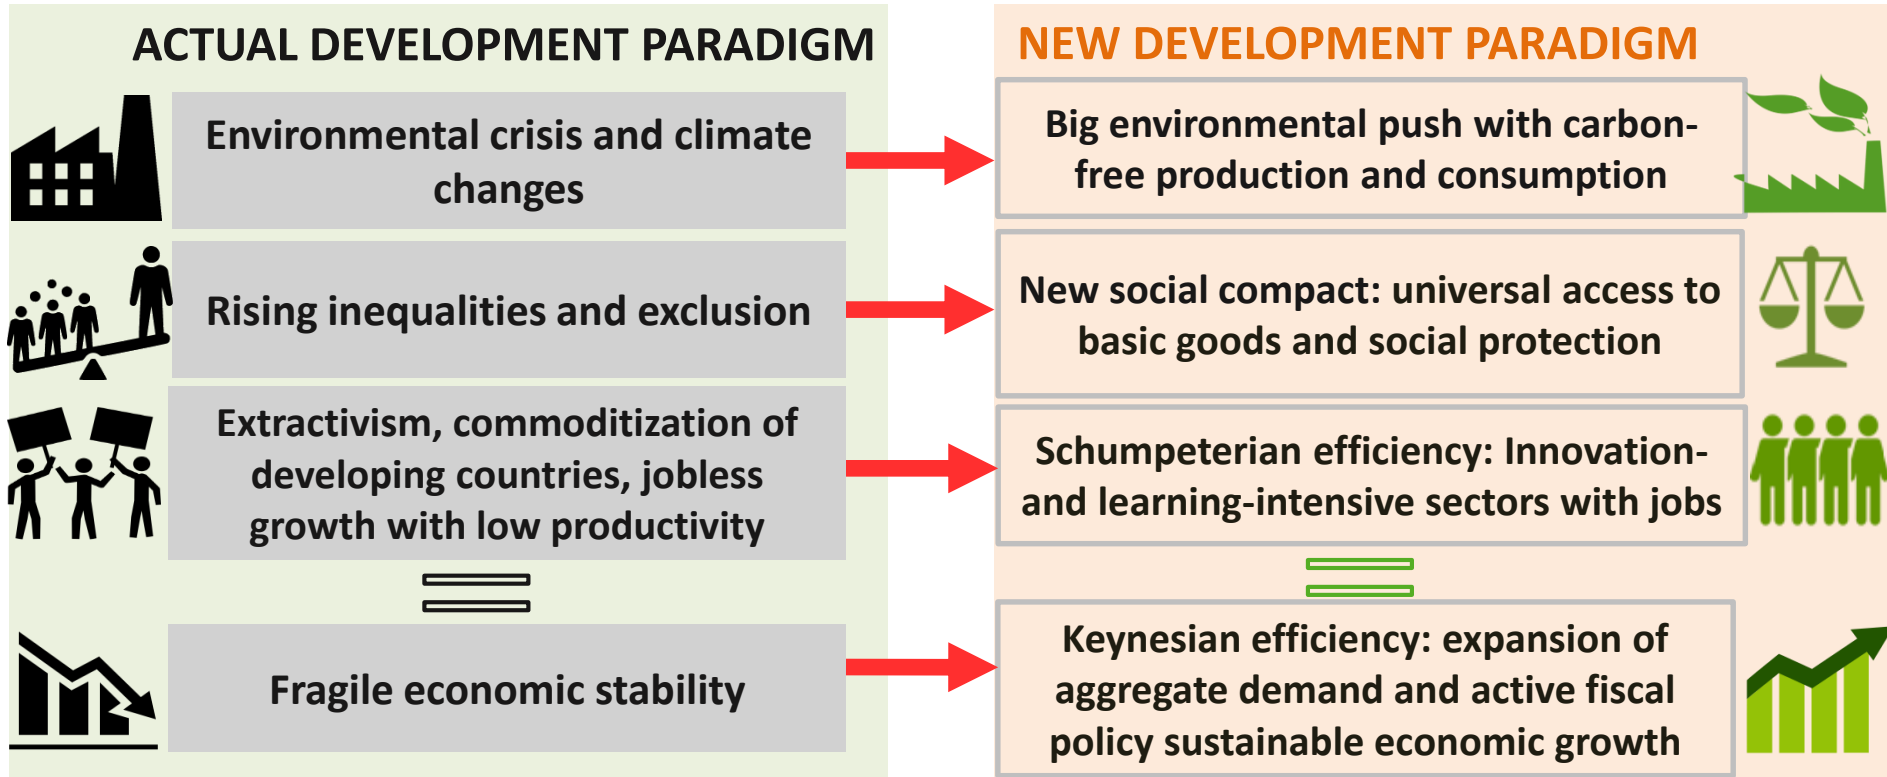 ACTUAL DEVELOPMENT PARADIGM
Environmental crisis and climate
changes
Rising inequalities and exclusion
Extractivism, commoditization of
developing countries, jobless
growth with low productivity
Fragile economic stability
NEW DEVELOPMENT PARADIGM
Big environmental push with carbon-
free production and consumption
New social compact: universal access to
basic goods and social protection
Schumpeterian efficiency: Innovation-
and learning-intensive sectors with jobs
Keynesian efficiency: expansion of
aggregate demand and active fiscal
policy sustainable economic growth